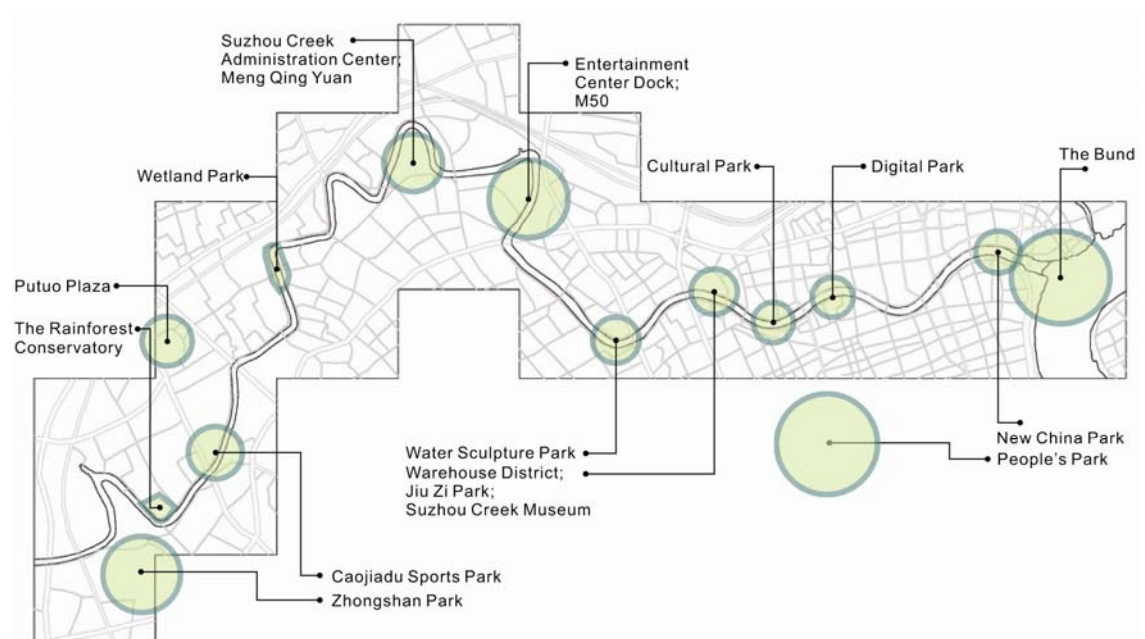 Suzhou Creek
Administration Center;
Meng Qing Yuan
Entertainment
Center Dock;
M50
Wetland Park
Cultural Park
Digital Park
The Bund
Putuo Plaza
The Rainforest
Conservatory
Water Sculpture Park
Warehouse District;
Jiu Zi Park;
Suzhou Creek Museum
New China Park
People's Park
Caojiadu Sports Park
Zhongshan Park